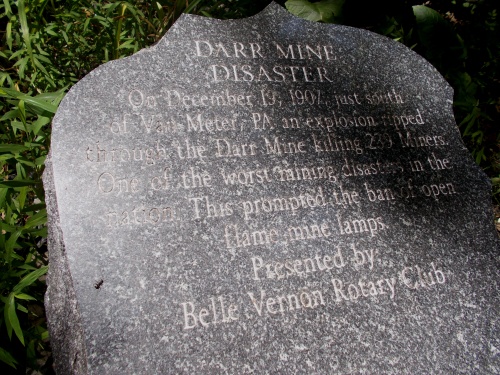 DARR MINE
DISASTER
On December 19, 1907, just south
of Van Meter, PA an explosion ripped
through the Darr Mine killing 239 Miners.
One of the worst mining disasters in the
nation. This prompted the ban of open
flame mine lamps.
Presented by
Belle Vernon Rotary Club